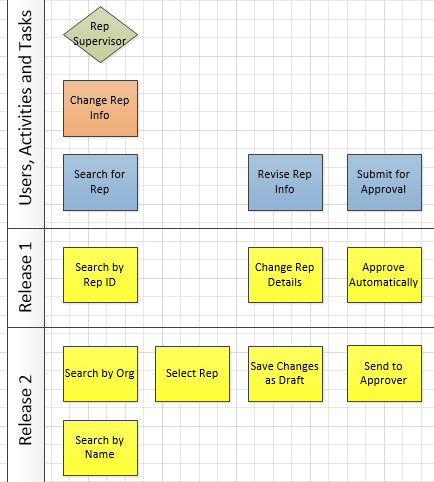 Users, Activities and Tasks
Rep
Supervisor
Change Rep
Info
Search for
Rep
Revise Rep
Info
Submit for
Approval
Release 1
Search by
Rep ID
Change Rep
Details
Approve
Automatically
Release 2
Search by Org
Select Rep
Save Changes
as Draft
Send to
Approver
Search by
Name